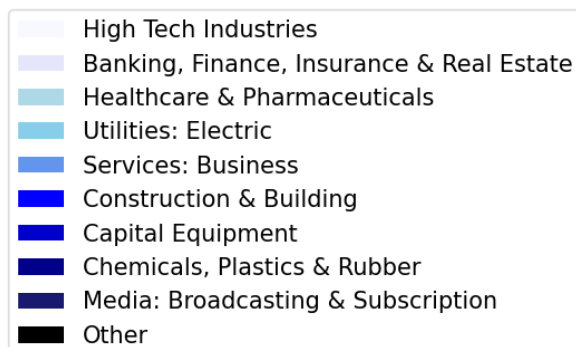 High Tech Industries
Banking, Finance, Insurance & Real Estate
Healthcare & Pharmaceuticals
Utilities: Electric
Services: Business
Construction & Building
Capital Equipment
Chemicals, Plastics & Rubber
Media: Broadcasting & Subscription
Other